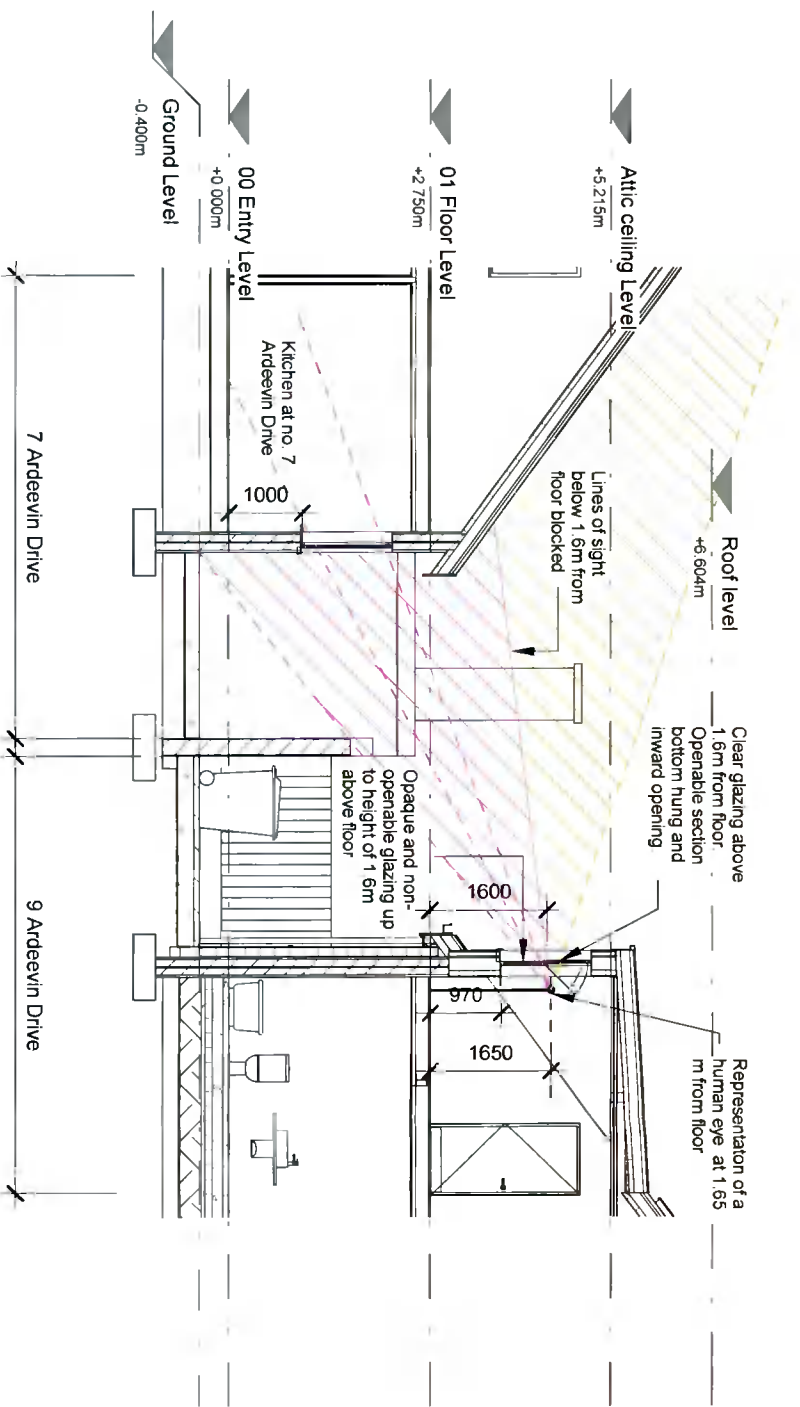 Roof level
+6.604m
Attic ceiling Level
+5.215m
01 Floor Level
+2 750m
00 Entry Level
+0 000m
Ground Level
-0.400m
Clear glazing above
1.6m from floor.
Openable section
bottom hung and
inward opening
Representaton of a
human eye at 1.65
m from floor
Lines of sight
below 1.6m from
floor blocked
1600
970
1650
Opaque and non-
openable glazing up
to height of 1.6m
above floor
Kitchen at no. 7
Ardeevin Drive
1000
7 Ardeevin Drive
9 Ardeevin Drive